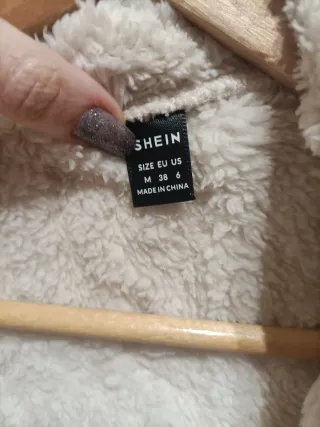 SHEIN
SIZE EU US
M 38 6
MADE IN CHINA